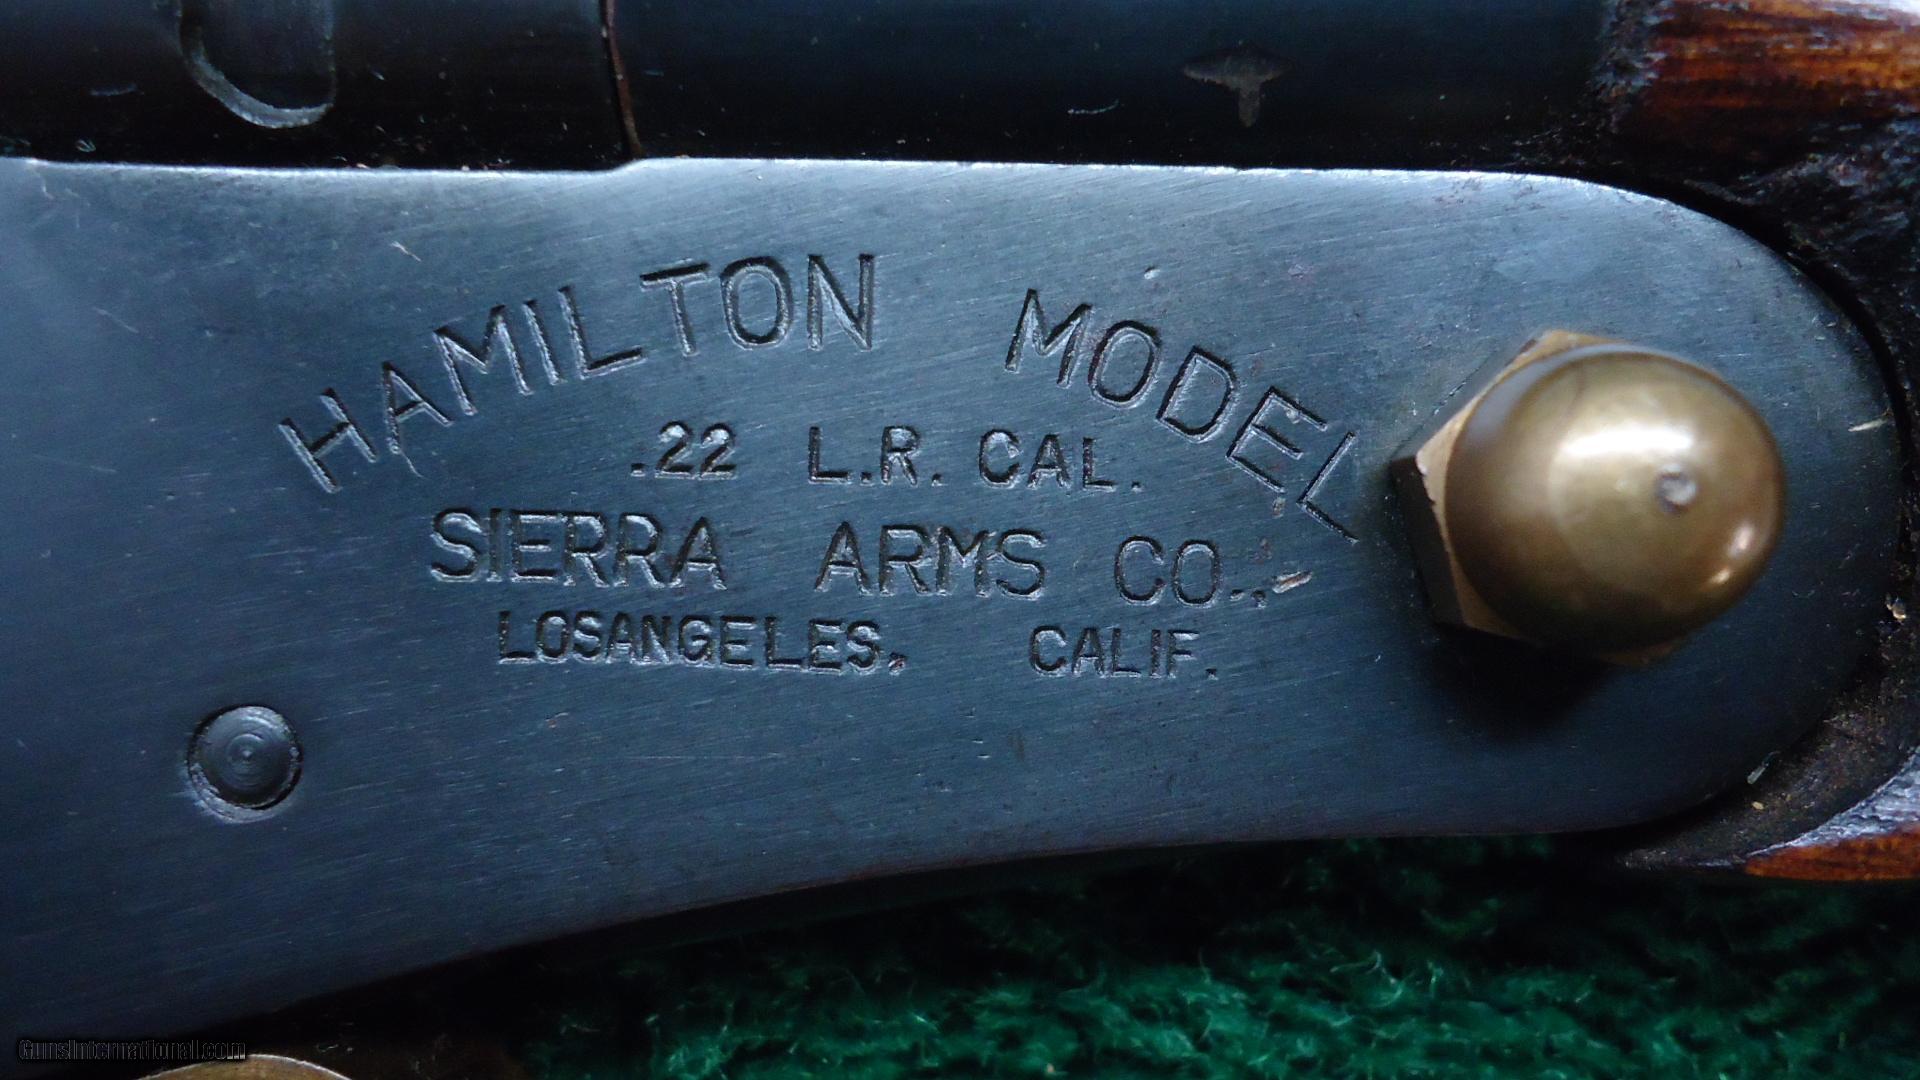 HAMILTON MODEL
.22 L.R. CAL.
SIERRA ARMS CO.,
LOSANGELES. CALIF.
GunsInternational.com